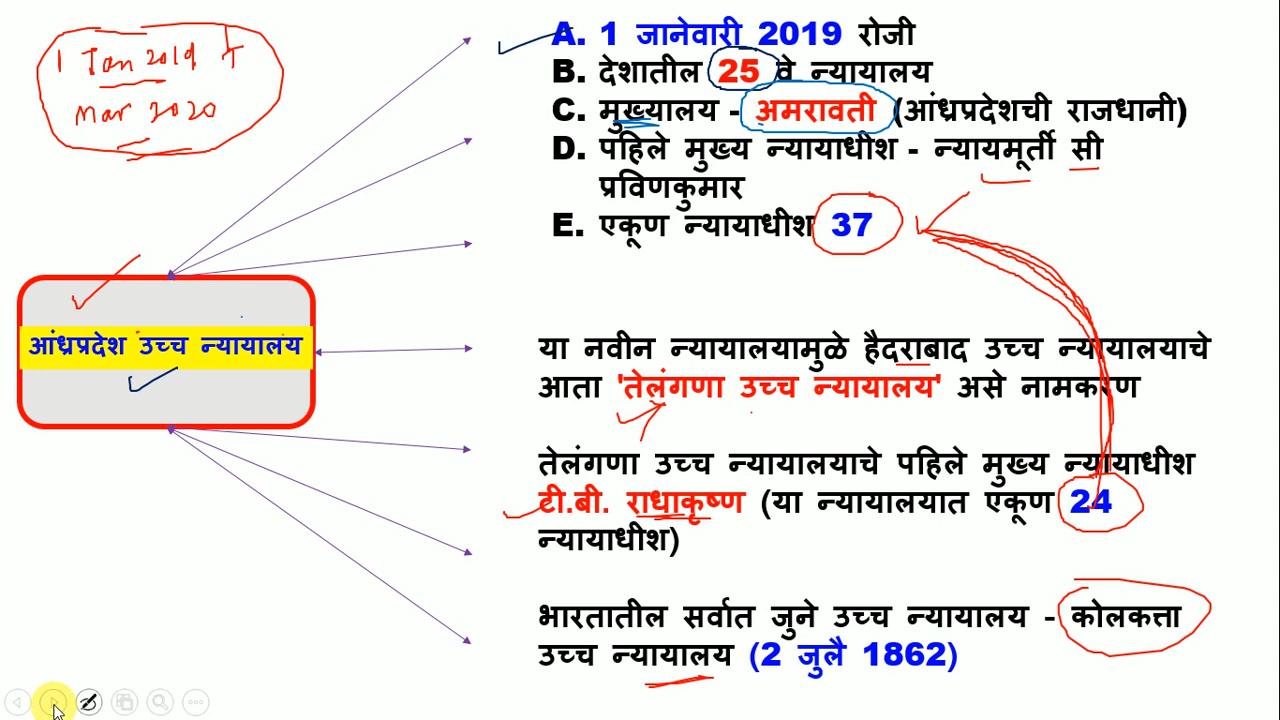 1 Jan 2019 T
Mar 2020
A. 1 जानेवारी 2019 रोजी
B. देशातील 25 वे न्यायालय
C. मुख्यालय - अमरावती (आंध्रप्रदेशची राजधानी)
D. पहिले मुख्य न्यायाधीश - न्यायमूर्ती सी
प्रविणकुमार
E. एकूण न्यायाधीश 37
आंध्रप्रदेश उच्च न्यायालय
या नवीन न्यायालयामुळे हैदराबाद उच्च न्यायालयाचे
आता 'तेलंगणा उच्च न्यायालय' असे नामकरण
तेलंगणा उच्च न्यायालयाचे पहिले मुख्य न्यायाधीश
टी.बी. राधाकृष्ण (या न्यायालयात एकूण 24
न्यायाधीश)
भारतातील सर्वात जुने उच्च न्यायालय - कोलकत्ता
उच्च न्यायालय (2 जुलै 1862)